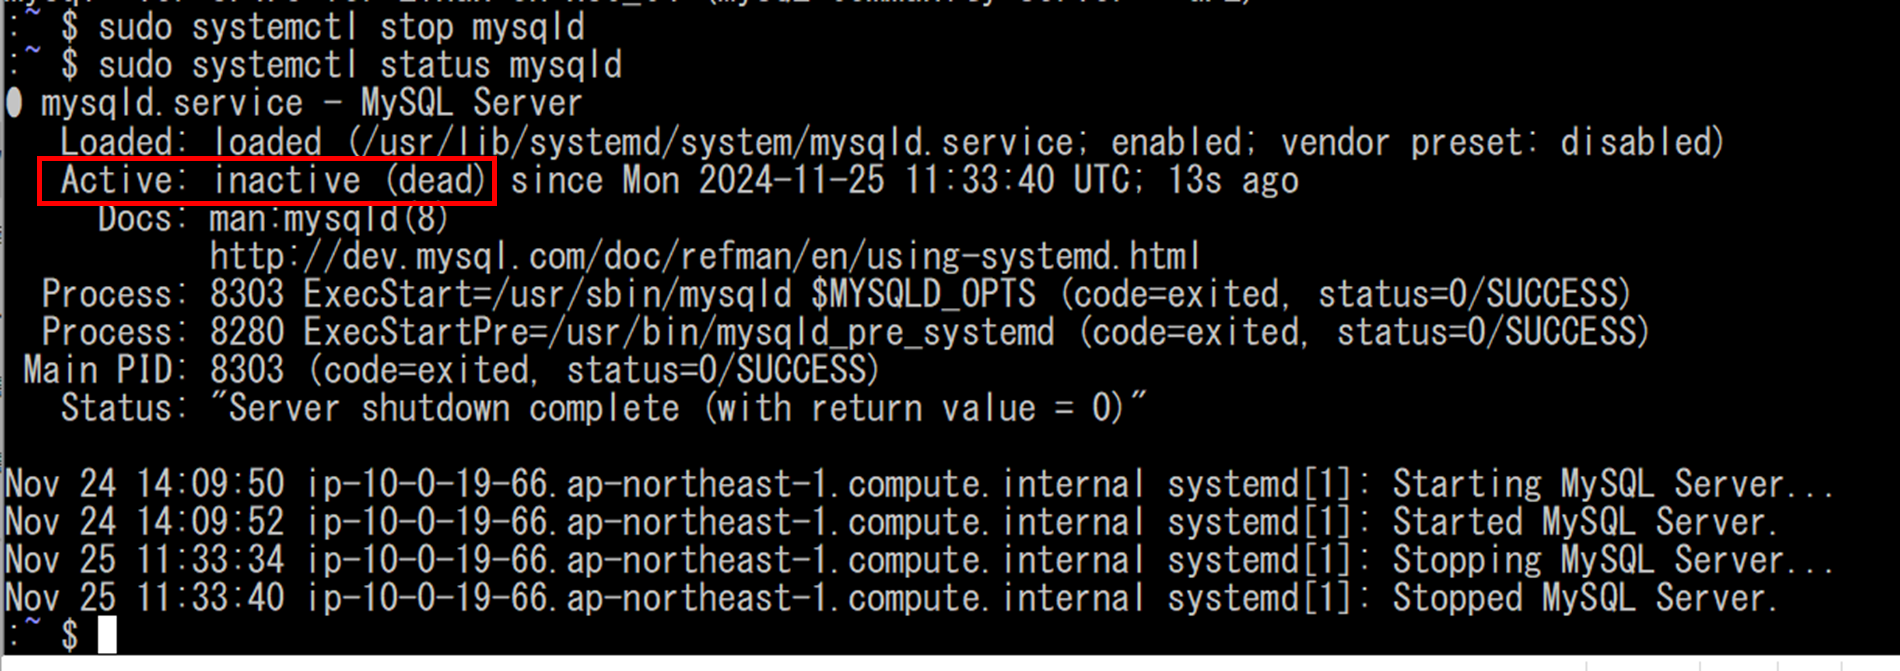 :~ $ sudo systemctl stop mysqld
:~ $ sudo systemctl status mysqld
● mysqld.service - MySQL Server
Loaded: loaded (/usr/lib/systemd/system/mysqld.service; enabled; vendor preset: disabled)
Active: inactive (dead) since Mon 2024-11-25 11:33:40 UTC; 13s ago
Docs: man:mysqld(8)
http://dev.mysql.com/doc/refman/en/using-systemd.html
Process: 8303 ExecStart=/usr/sbin/mysqld $MYSQLD_OPTS (code=exited, status=0/SUCCESS)
Process: 8280 ExecStartPre=/usr/bin/mysqld_pre_systemd (code=exited, status=0/SUCCESS)
Main PID: 8303 (code=exited, status=0/SUCCESS)
Status: "Server shutdown complete (with return value = 0)"
Nov 24 14:09:50 ip-10-0-19-66.ap-northeast-1.compute.internal systemd[1]: Starting MySQL Server...
Nov 24 14:09:52 ip-10-0-19-66.ap-northeast-1.compute.internal systemd[1]: Started MySQL Server.
Nov 25 11:33:34 ip-10-0-19-66.ap-northeast-1.compute.internal systemd[1]: Stopping MySQL Server...
Nov 25 11:33:40 ip-10-0-19-66.ap-northeast-1.compute.internal systemd[1]: Stopped MySQL Server.
:~ $